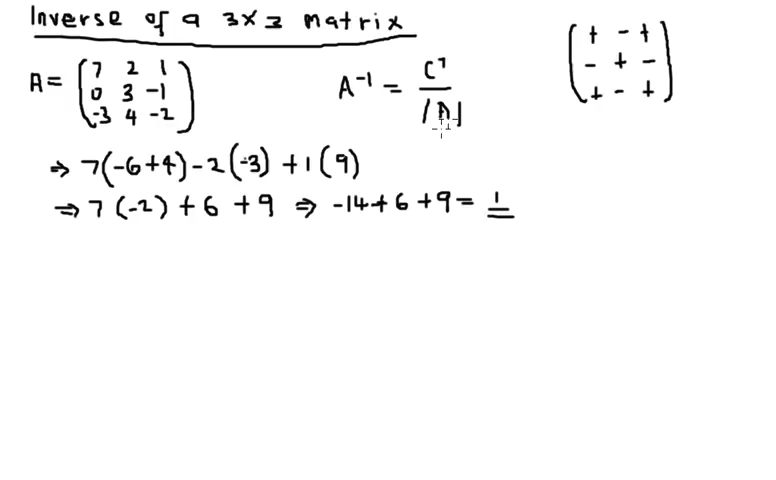 Inverse of a 3x3 matrix
A = (7 2 1
0 3 -1
-3 4 -2)
A⁻¹ = Cᵀ / |A|
(+ - +
- + -
+ - +)
⇒ 7(-6+4) -2(-3) +1(9)
⇒ 7(-2) + 6 + 9 ⇒ -14 + 6 + 9 = 1